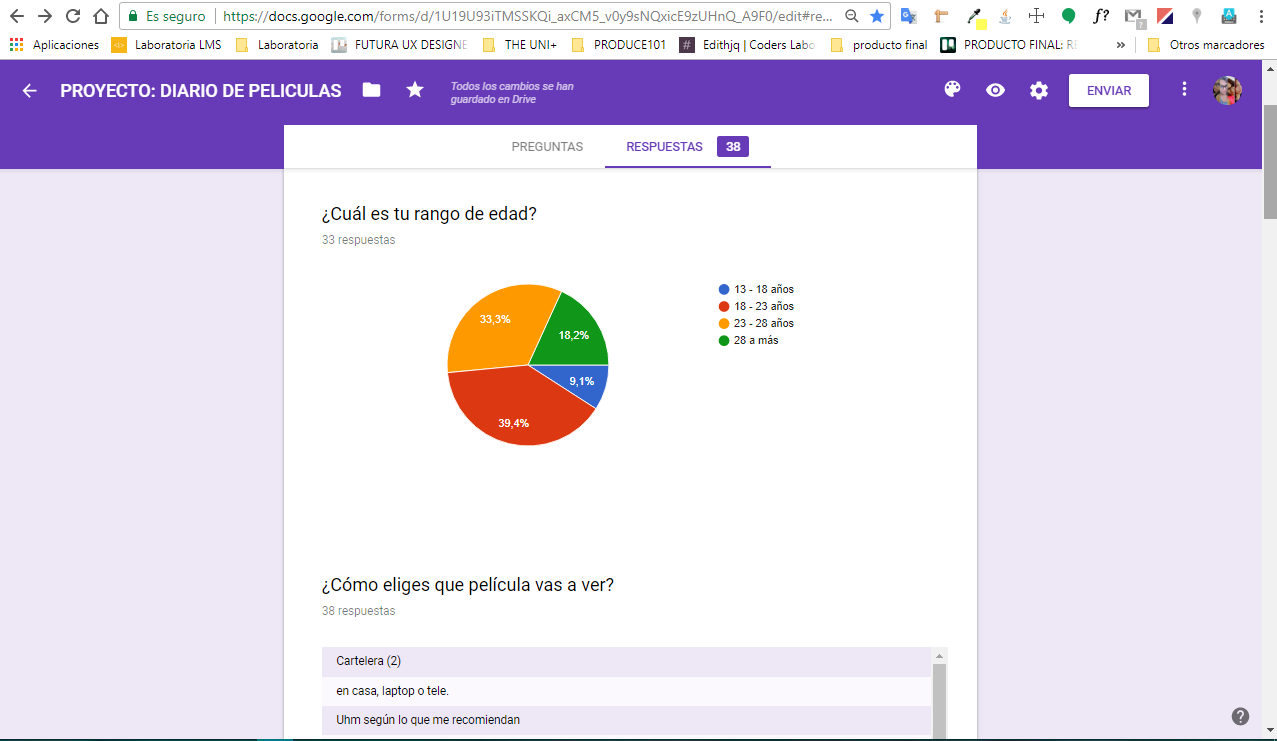 Es seguro
https://docs.google.com/forms/d/1U19U93iTMSsKQi_axCM5_v0y9sNQxicE9zUHnQ_A9F0/edit#re...
Aplicaciones
Laboratoria LMS
Laboratoria
FUTURA UX DESIGNE
THE UNI+
PRODUCE101
Edithjq | Coders Labo
producto final
PRODUCTO FINAL: RE
»
Otros marcadores
PROYECTO: DIARIO DE PELICULAS
Todos los cambios se han
guardado en Drive
ENVIAR
PREGUNTAS
RESPUESTAS 38
¿Cuál es tu rango de edad?
33 respuestas
33,3%
18,2%
9,1%
39,4%
13 - 18 años
18 - 23 años
23 - 28 años
28 a más
¿Cómo eliges que película vas a ver?
38 respuestas
Cartelera (2)
en casa, laptop o tele.
Uhm según lo que me recomiendan